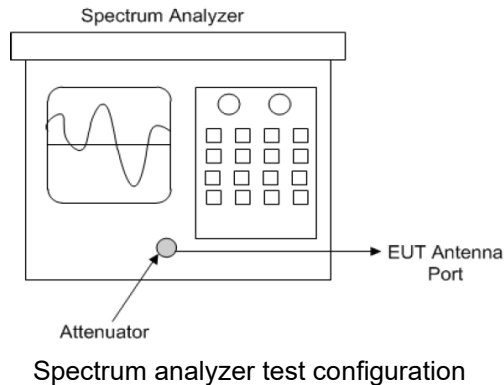 Spectrum Analyzer
EUT Antenna
Port
Attenuator
Spectrum analyzer test configuration